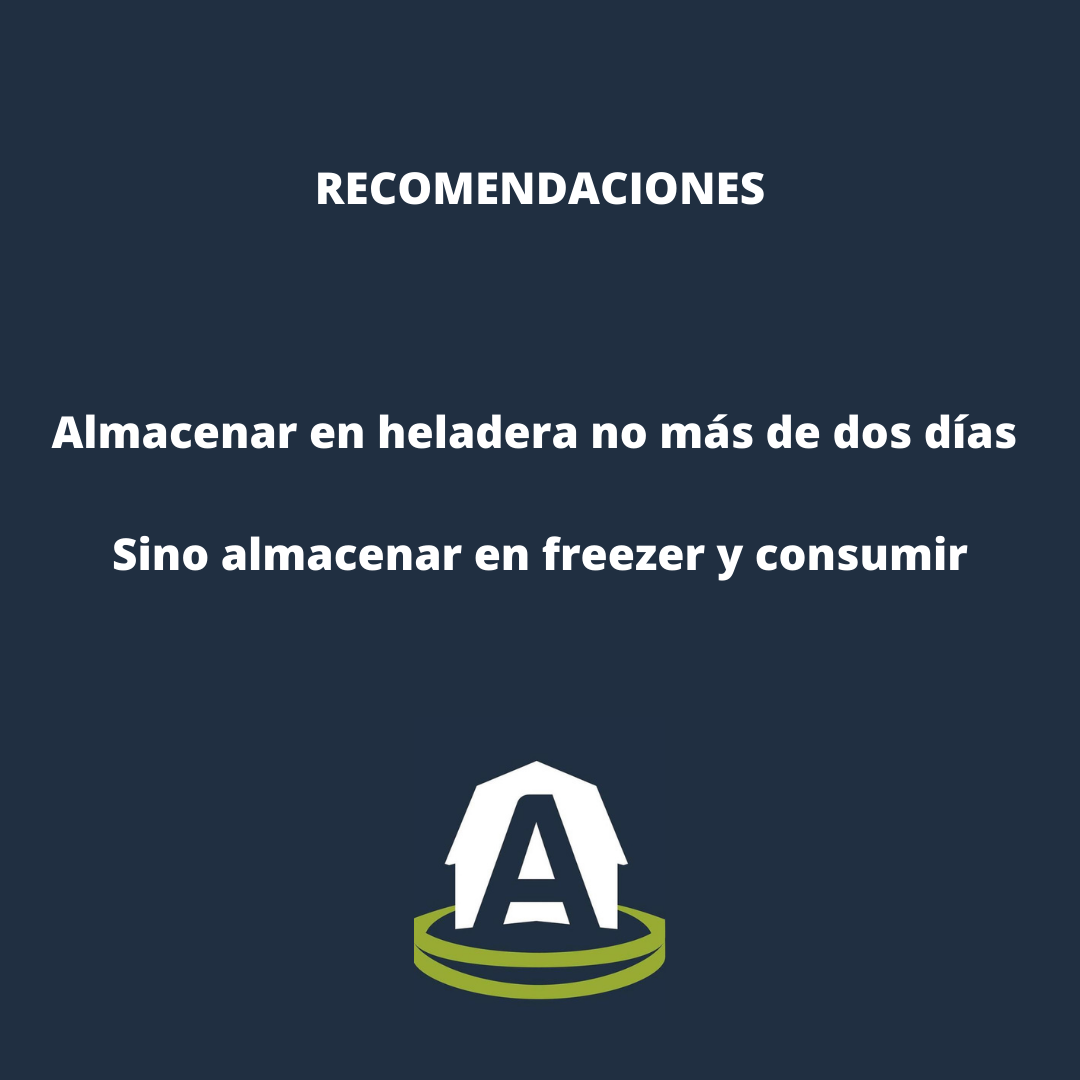 RECOMENDACIONES
Almacenar en heladera no más de dos días
Sino almacenar en freezer y consumir
A